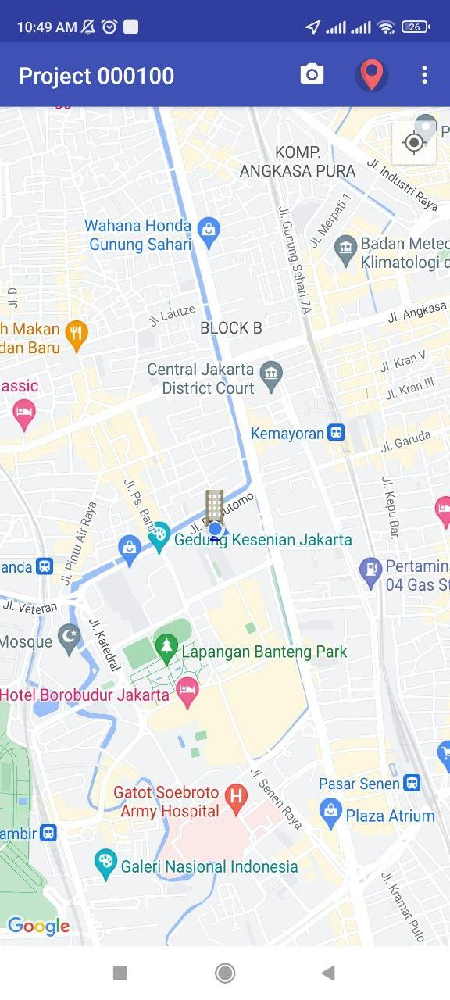 10:49 AM
26
Project 000100
P
KOMP.
ANGKASA PURA
Jl. Industri Raya
Jl. Merpati 1
Wahana Honda
Gunung Sahari
Jl. Gunung Sahari 7A
Badan Meteo
Klimatologi d
Jl. D
Jl. Lautze
Jl. Angkasa
h Makan
dan Baru
BLOCK B
Jl. Kran V
Central Jakarta
District Court
assic
Jl. Kran III
Kemayoran
Jl. Garuda
Jl. Ps. Baru
Jl. Kepu Bar.
Jl. Pintu Air Raya
utomo
Gedung Kesenian Jakarta
anda
Pertamin
04 Gas St
Jl. Veteran
Jl. Katedral
Mosque
Lapangan Banteng Park
Hotel Borobudur Jakarta
Jl. Senen Raya
Pasar Senen
Gatot Soebroto
Army Hospital
Plaza Atrium
ambir
Galeri Nasional Indonesia
Jl. Kramat Pulo
Google